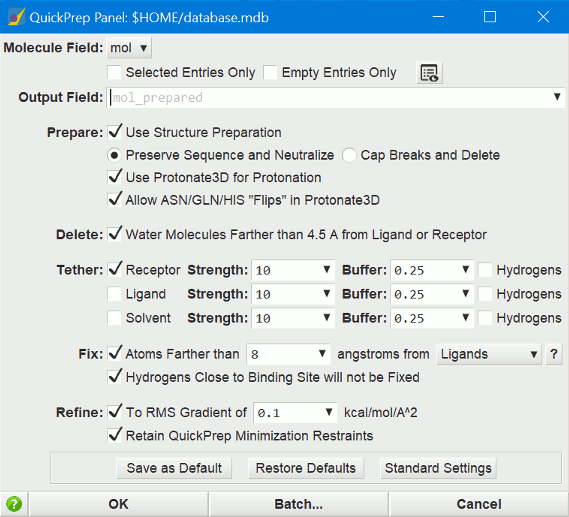 QuickPrep Panel: $HOME/database.mdb
Molecule Field: mol
Selected Entries Only Empty Entries Only
Output Field: mol_prepared
Prepare: Use Structure Preparation
Preserve Sequence and Neutralize Cap Breaks and Delete
Use Protonate3D for Protonation
Allow ASN/GLN/HIS "Flips" in Protonate3D
Delete: Water Molecules Farther than 4.5 A from Ligand or Receptor
Tether: Receptor Strength: 10 Buffer: 0.25 Hydrogens
Ligand Strength: 10 Buffer: 0.25 Hydrogens
Solvent Strength: 10 Buffer: 0.25 Hydrogens
Fix: Atoms Farther than 8 angstroms from Ligands ?
Hydrogens Close to Binding Site will not be Fixed
Refine: To RMS Gradient of 0.1 kcal/mol/A^2
Retain QuickPrep Minimization Restraints
Save as Default Restore Defaults Standard Settings
? OK Batch... Cancel